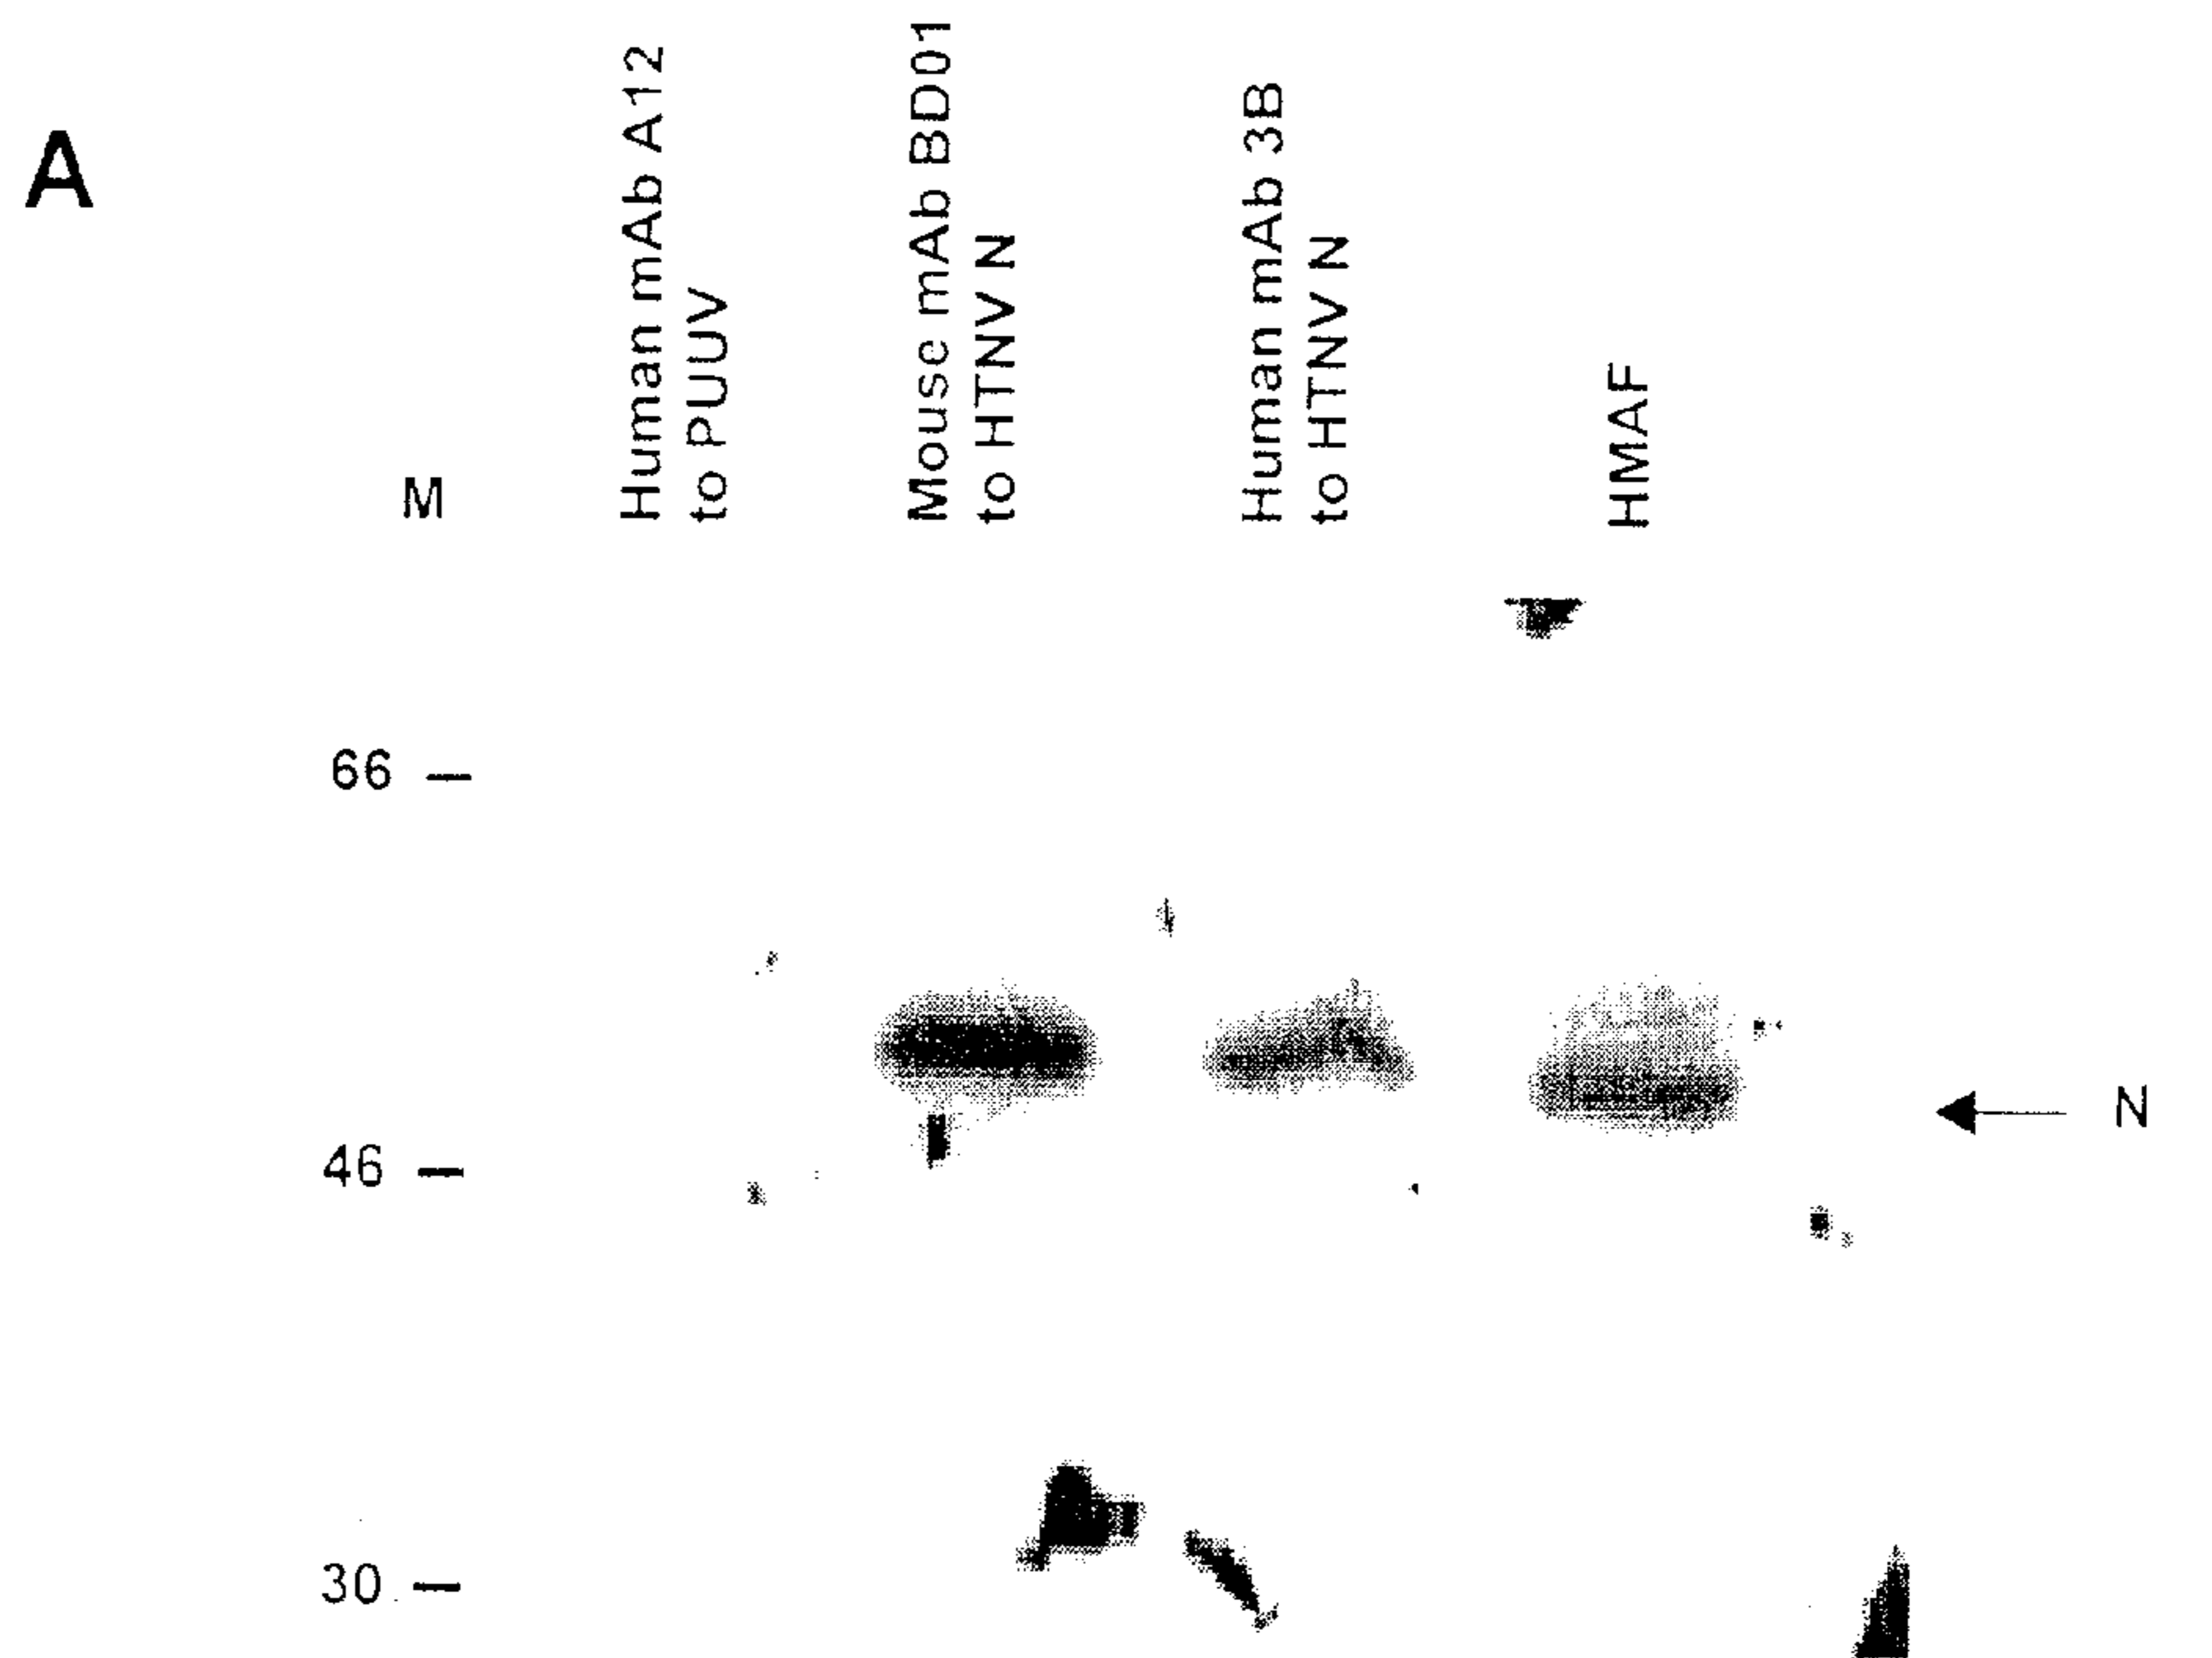 A
M
Human mAb A12
to PUUV
Mouse mAb BD01
to HTNV N
Human mAb 3B
to HTNV N
HMAF
66
46
N
30